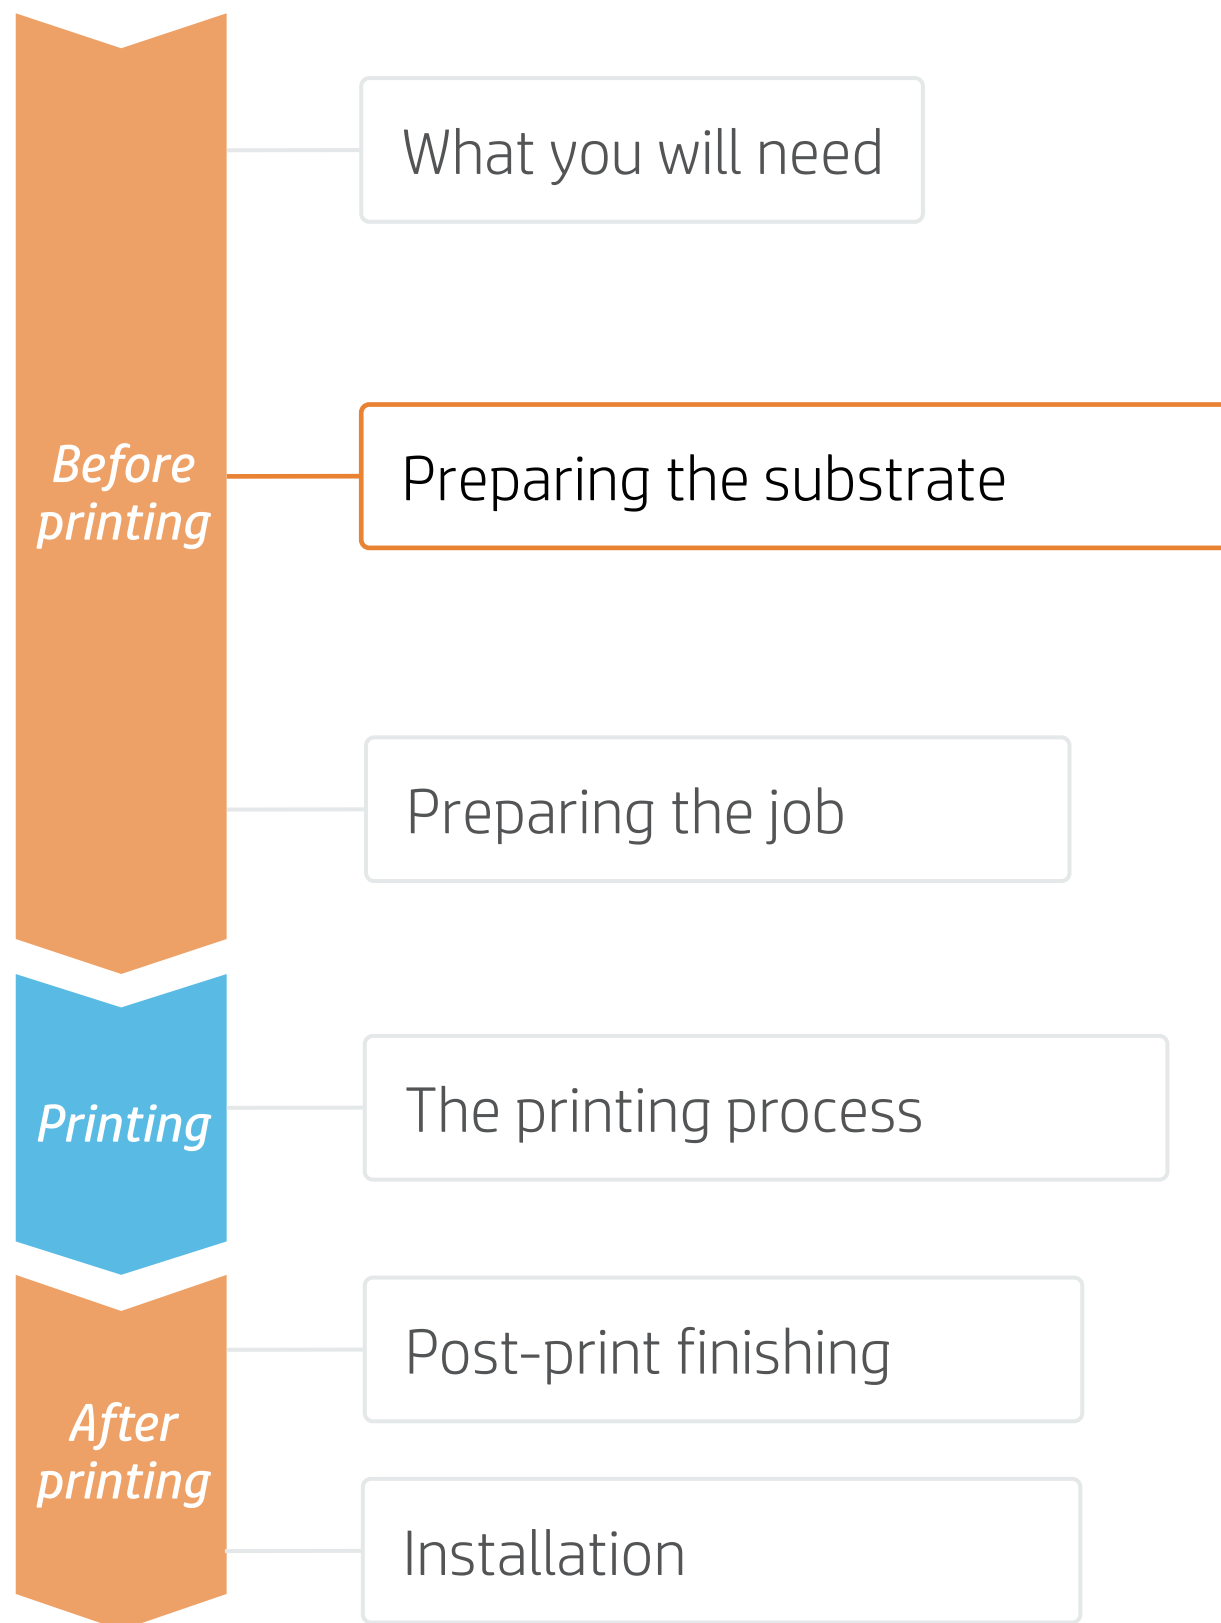 What you will need
Before
printing
Preparing the substrate
Preparing the job
Printing
The printing process
After
printing
Post-print finishing
Installation